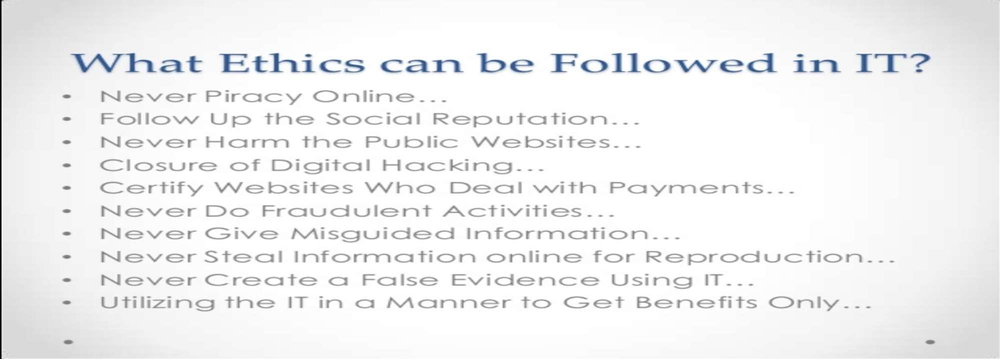 What Ethics can be Followed in IT?
• Never Piracy Online...
• Follow Up the Social Reputation...
• Never Harm the Public Websites...
• Closure of Digital Hacking...
• Certify Websites Who Deal with Payments...
• Never Do Fraudulent Activities...
• Never Give Misguided Information...
• Never Steal Information online for Reproduction...
• Never Create a False Evidence Using IT...
• Utilizing the IT in a Manner to Get Benefits Only...